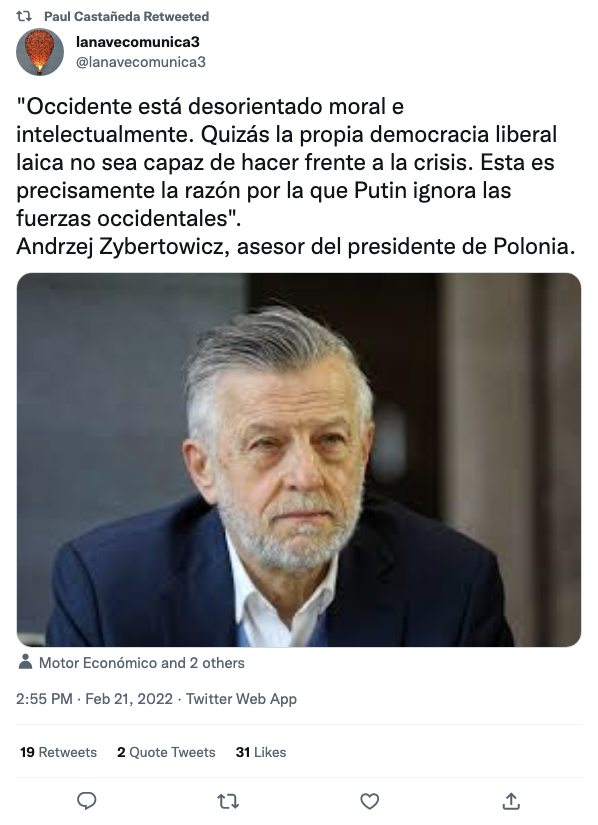 Paul Castañeda Retweeted
lanavecomunica3
@lanavecomunica3
"Occidente está desorientado moral e
intelectualmente. Quizás la propia democracia liberal
laica no sea capaz de hacer frente a la crisis. Esta es
precisamente la razón por la que Putin ignora las
fuerzas occidentales".
Andrzej Zybertowicz, asesor del presidente de Polonia.
Motor Económico and 2 others
2:55 PM · Feb 21, 2022 · Twitter Web App
19 Retweets 2 Quote Tweets 31 Likes